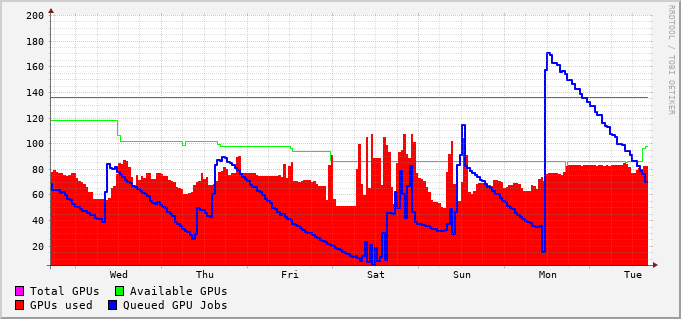 200
180
160
140
120
100
80
60
40
20
Wed Thu Fri Sat Sun Mon Tue
Total GPUs Available GPUs
GPUs used Queued GPU Jobs
RRDTOOL / TOBI OETIKER